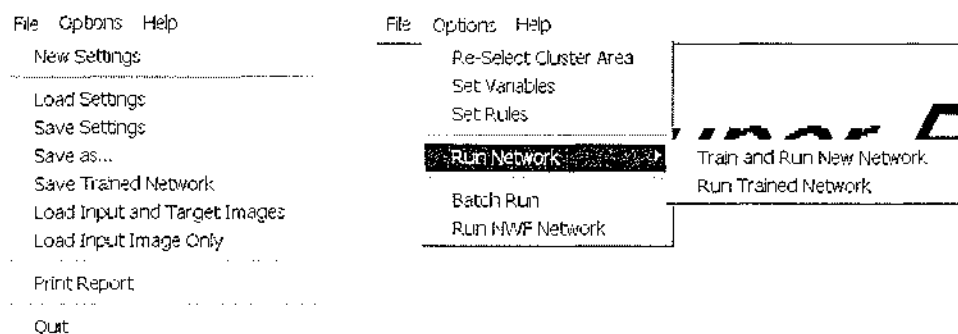 File Options Help
New Settings
Load Settings
Save Settings
Save as...
Save Trained Network
Load Input and Target Images
Load Input Image Only
Print Report
Quit
File Options Help
Re-Select Cluster Area
Set Variables
Set Rules
Run Network
Train and Run New Network
Run Trained Network
Batch Run
Run NWF Network